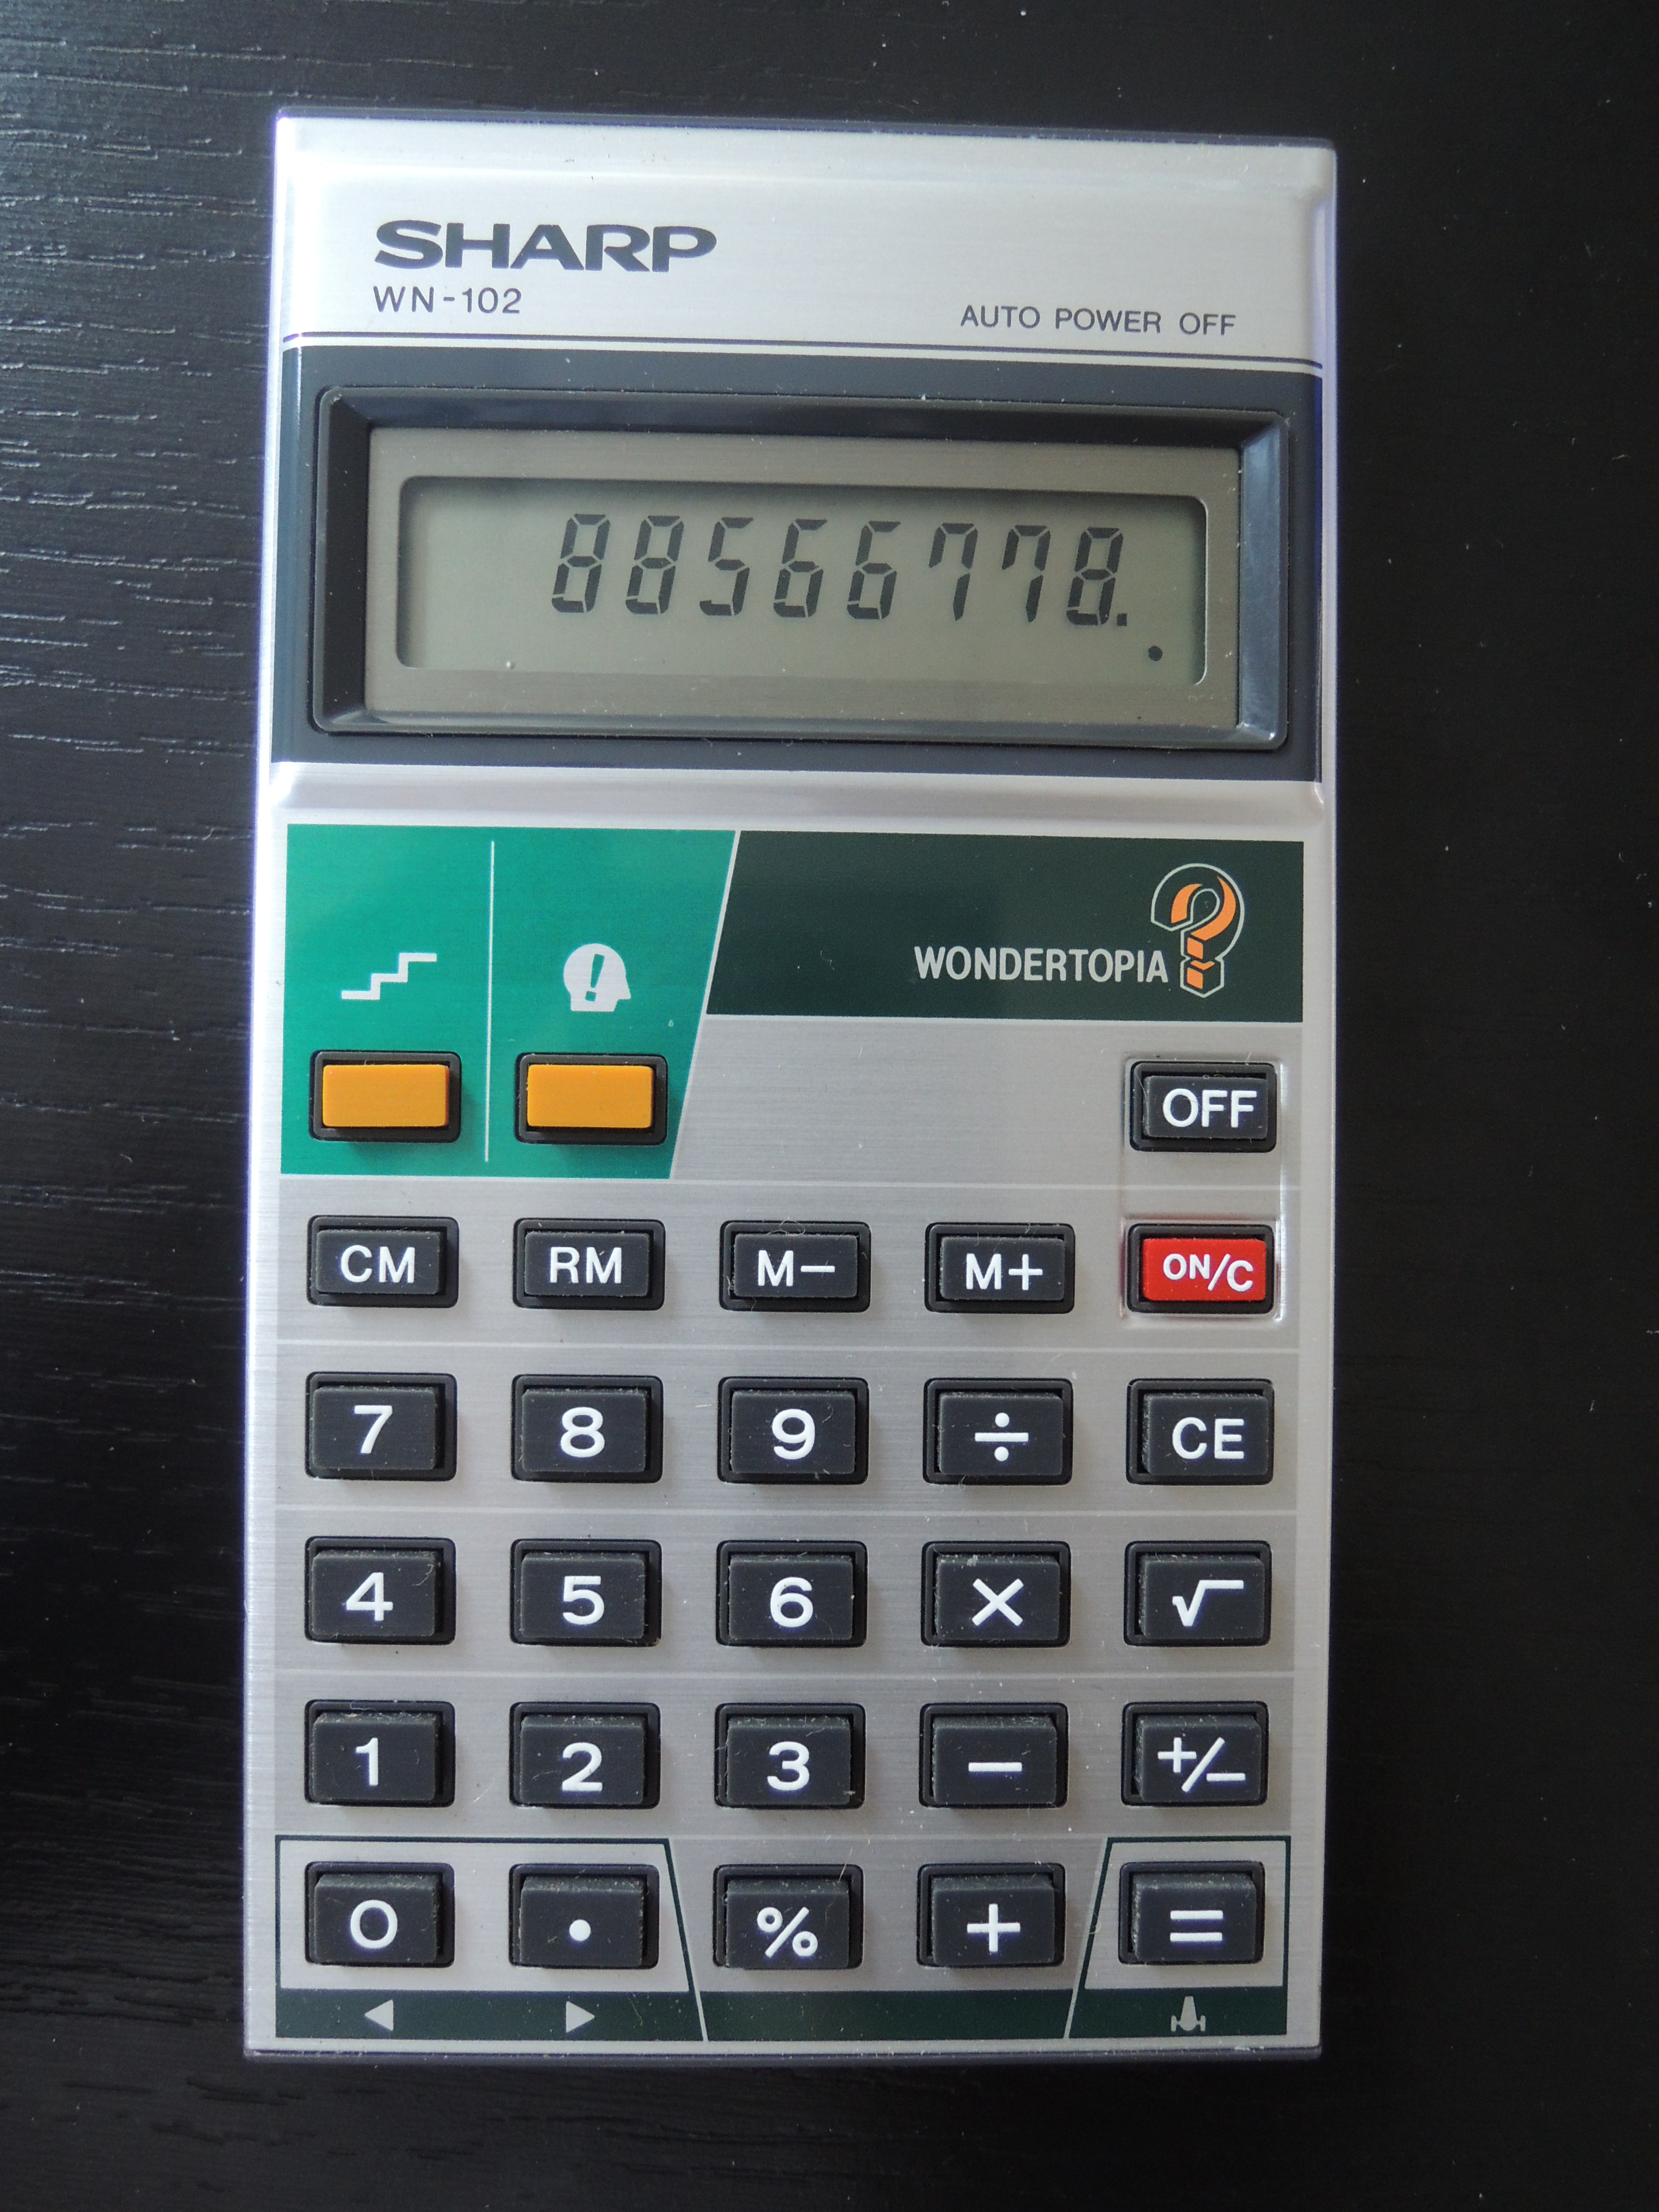 SHARP
WN-102
AUTO POWER OFF
88566778.
WONDERTOPIA
OFF
CM RM M− M+ ON/C
7 8 9 ÷ CE
4 5 6 × √
1 2 3 − +/−
0 . % + =